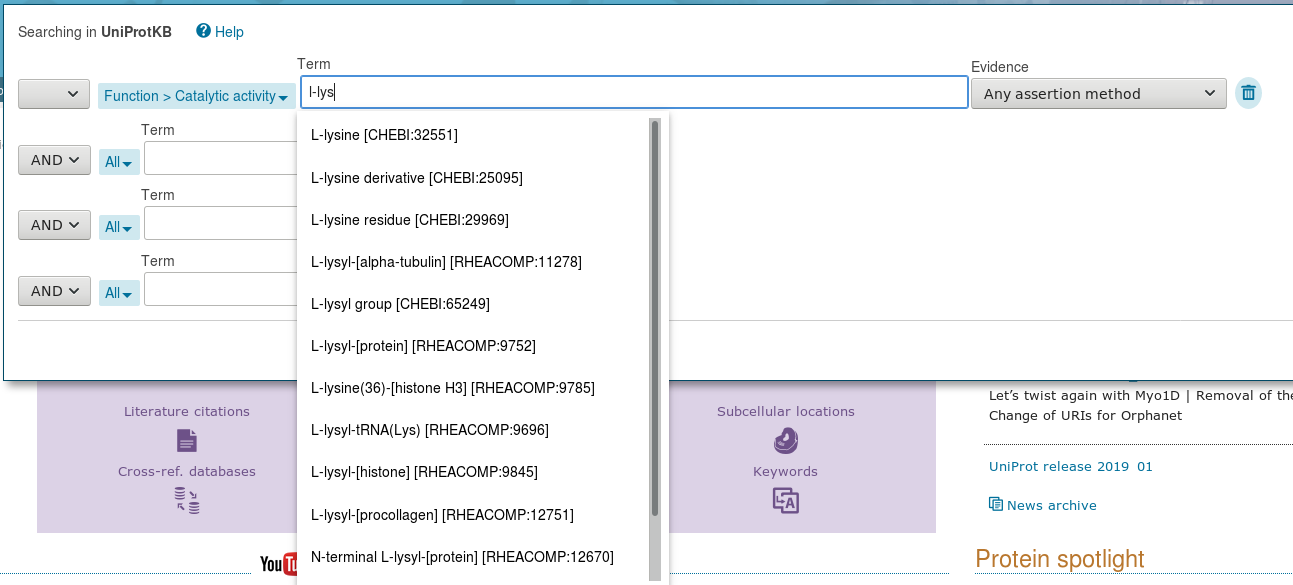 Searching in UniProtKB Help
Term
Evidence
Function > Catalytic activity
l-lys
Any assertion method
Term
AND
All
Term
AND
All
Term
AND
All
L-lysine [CHEBI:32551]
L-lysine derivative [CHEBI:25095]
L-lysine residue [CHEBI:29969]
L-lysyl-[alpha-tubulin] [RHEACOMP:11278]
L-lysyl group [CHEBI:65249]
L-lysyl-[protein] [RHEACOMP:9752]
L-lysine(36)-[histone H3] [RHEACOMP:9785]
L-lysyl-tRNA(Lys) [RHEACOMP:9696]
L-lysyl-[histone] [RHEACOMP:9845]
L-lysyl-[procollagen] [RHEACOMP:12751]
N-terminal L-lysyl-[protein] [RHEACOMP:12670]
Literature citations
Cross-ref. databases
Subcellular locations
Keywords
Let's twist again with Myo1D | Removal of the
Change of URIs for Orphanet
UniProt release 2019_01
News archive
You
Protein spotlight